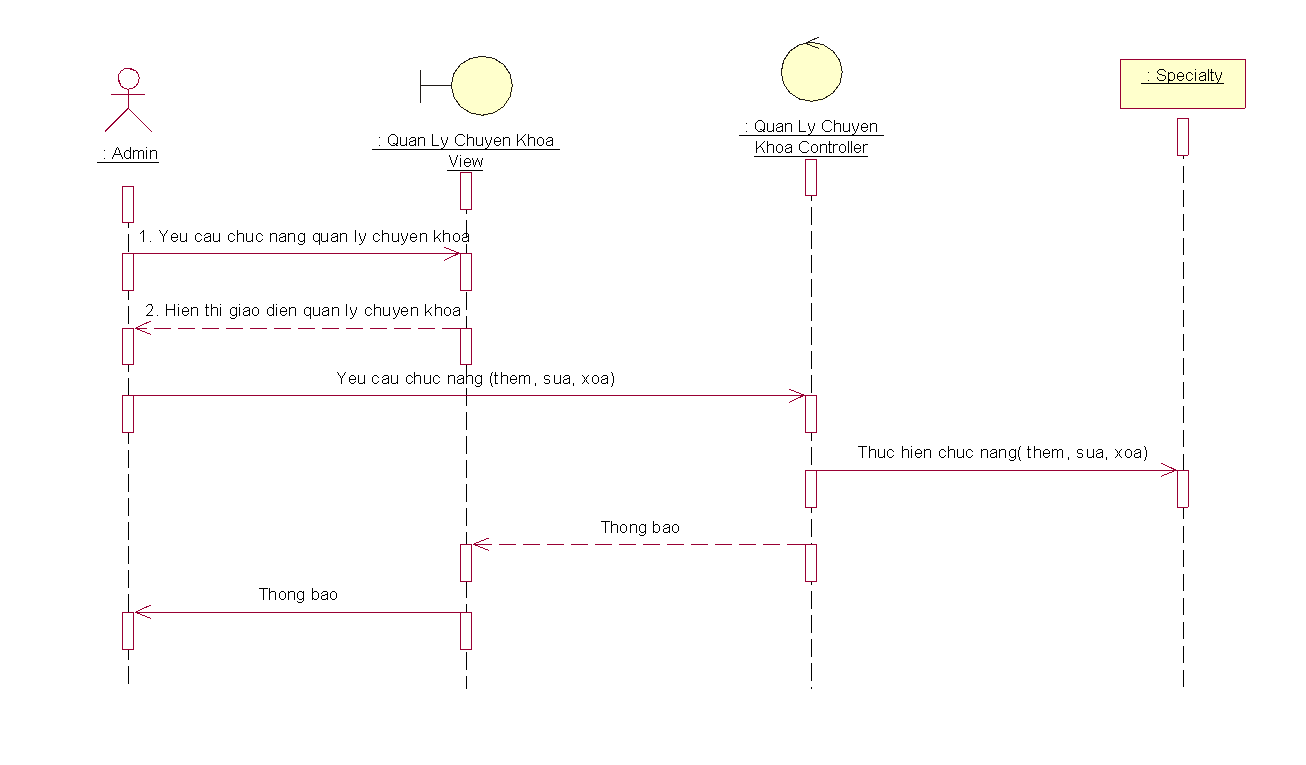 : Admin
: Quan Ly Chuyen Khoa
View
: Quan Ly Chuyen
Khoa Controller
: Specialty
1. Yeu cau chuc nang quan ly chuyen khoa
2. Hien thi giao dien quan ly chuyen khoa
Yeu cau chuc nang (them, sua, xoa)
Thuc hien chuc nang( them, sua, xoa)
Thong bao
Thong bao